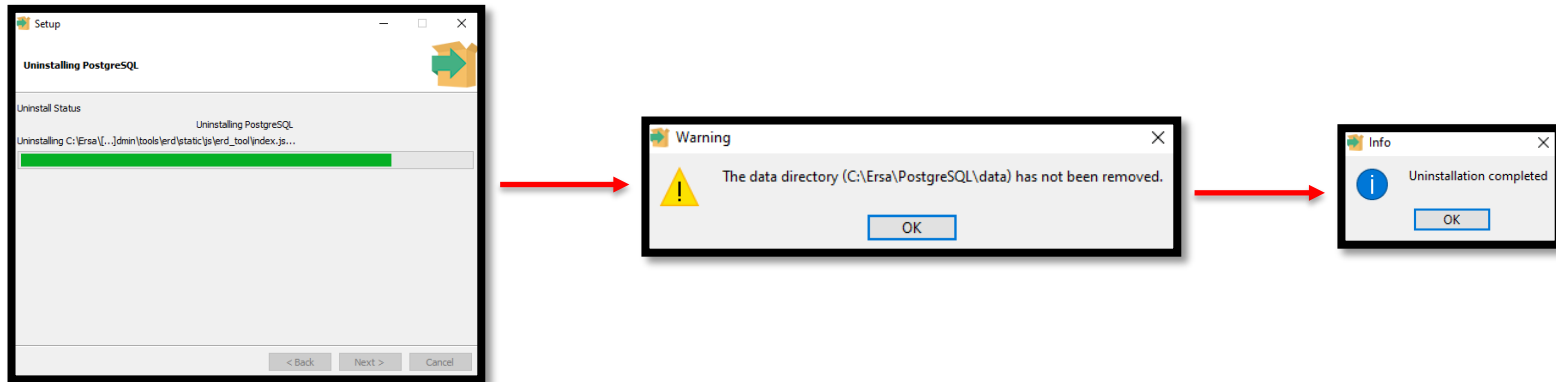 Setup
Uninstalling PostgreSQL
Uninstall Status
Uninstalling PostgreSQL
Uninstalling C:\Ersa\[...]dmin\tools\erd\static\js\erd_tool\index.js...
< Back
Next >
Cancel
Warning
The data directory (C:\Ersa\PostgreSQL\data) has not been removed.
OK
Info
Uninstallation completed
OK